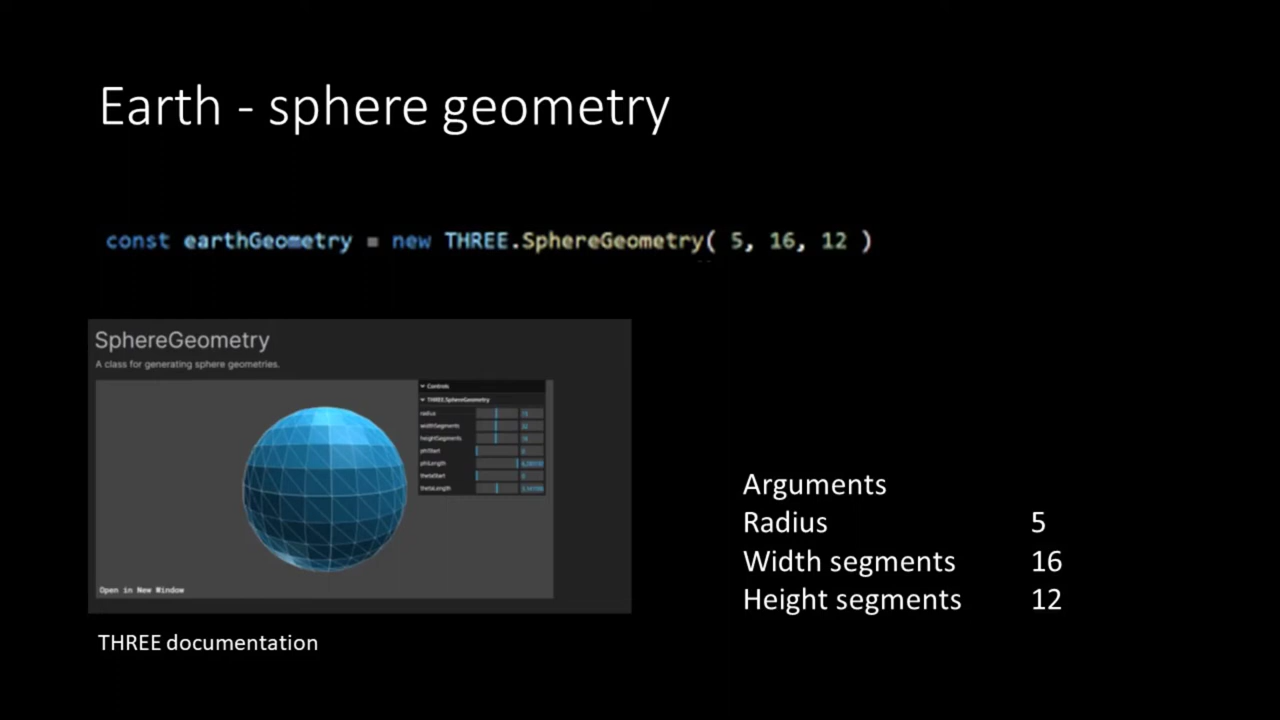 Earth - sphere geometry
const earthGeometry = new THREE.SphereGeometry( 5, 16, 12 )
SphereGeometry
A class for generating sphere geometries.
Controls
THREE.SphereGeometry
radius
widthSegments
heightSegments
phiStart
phiLength
thetaStart
thetaLength
Open in New Window
THREE documentation
Arguments
Radius 5
Width segments 16
Height segments 12